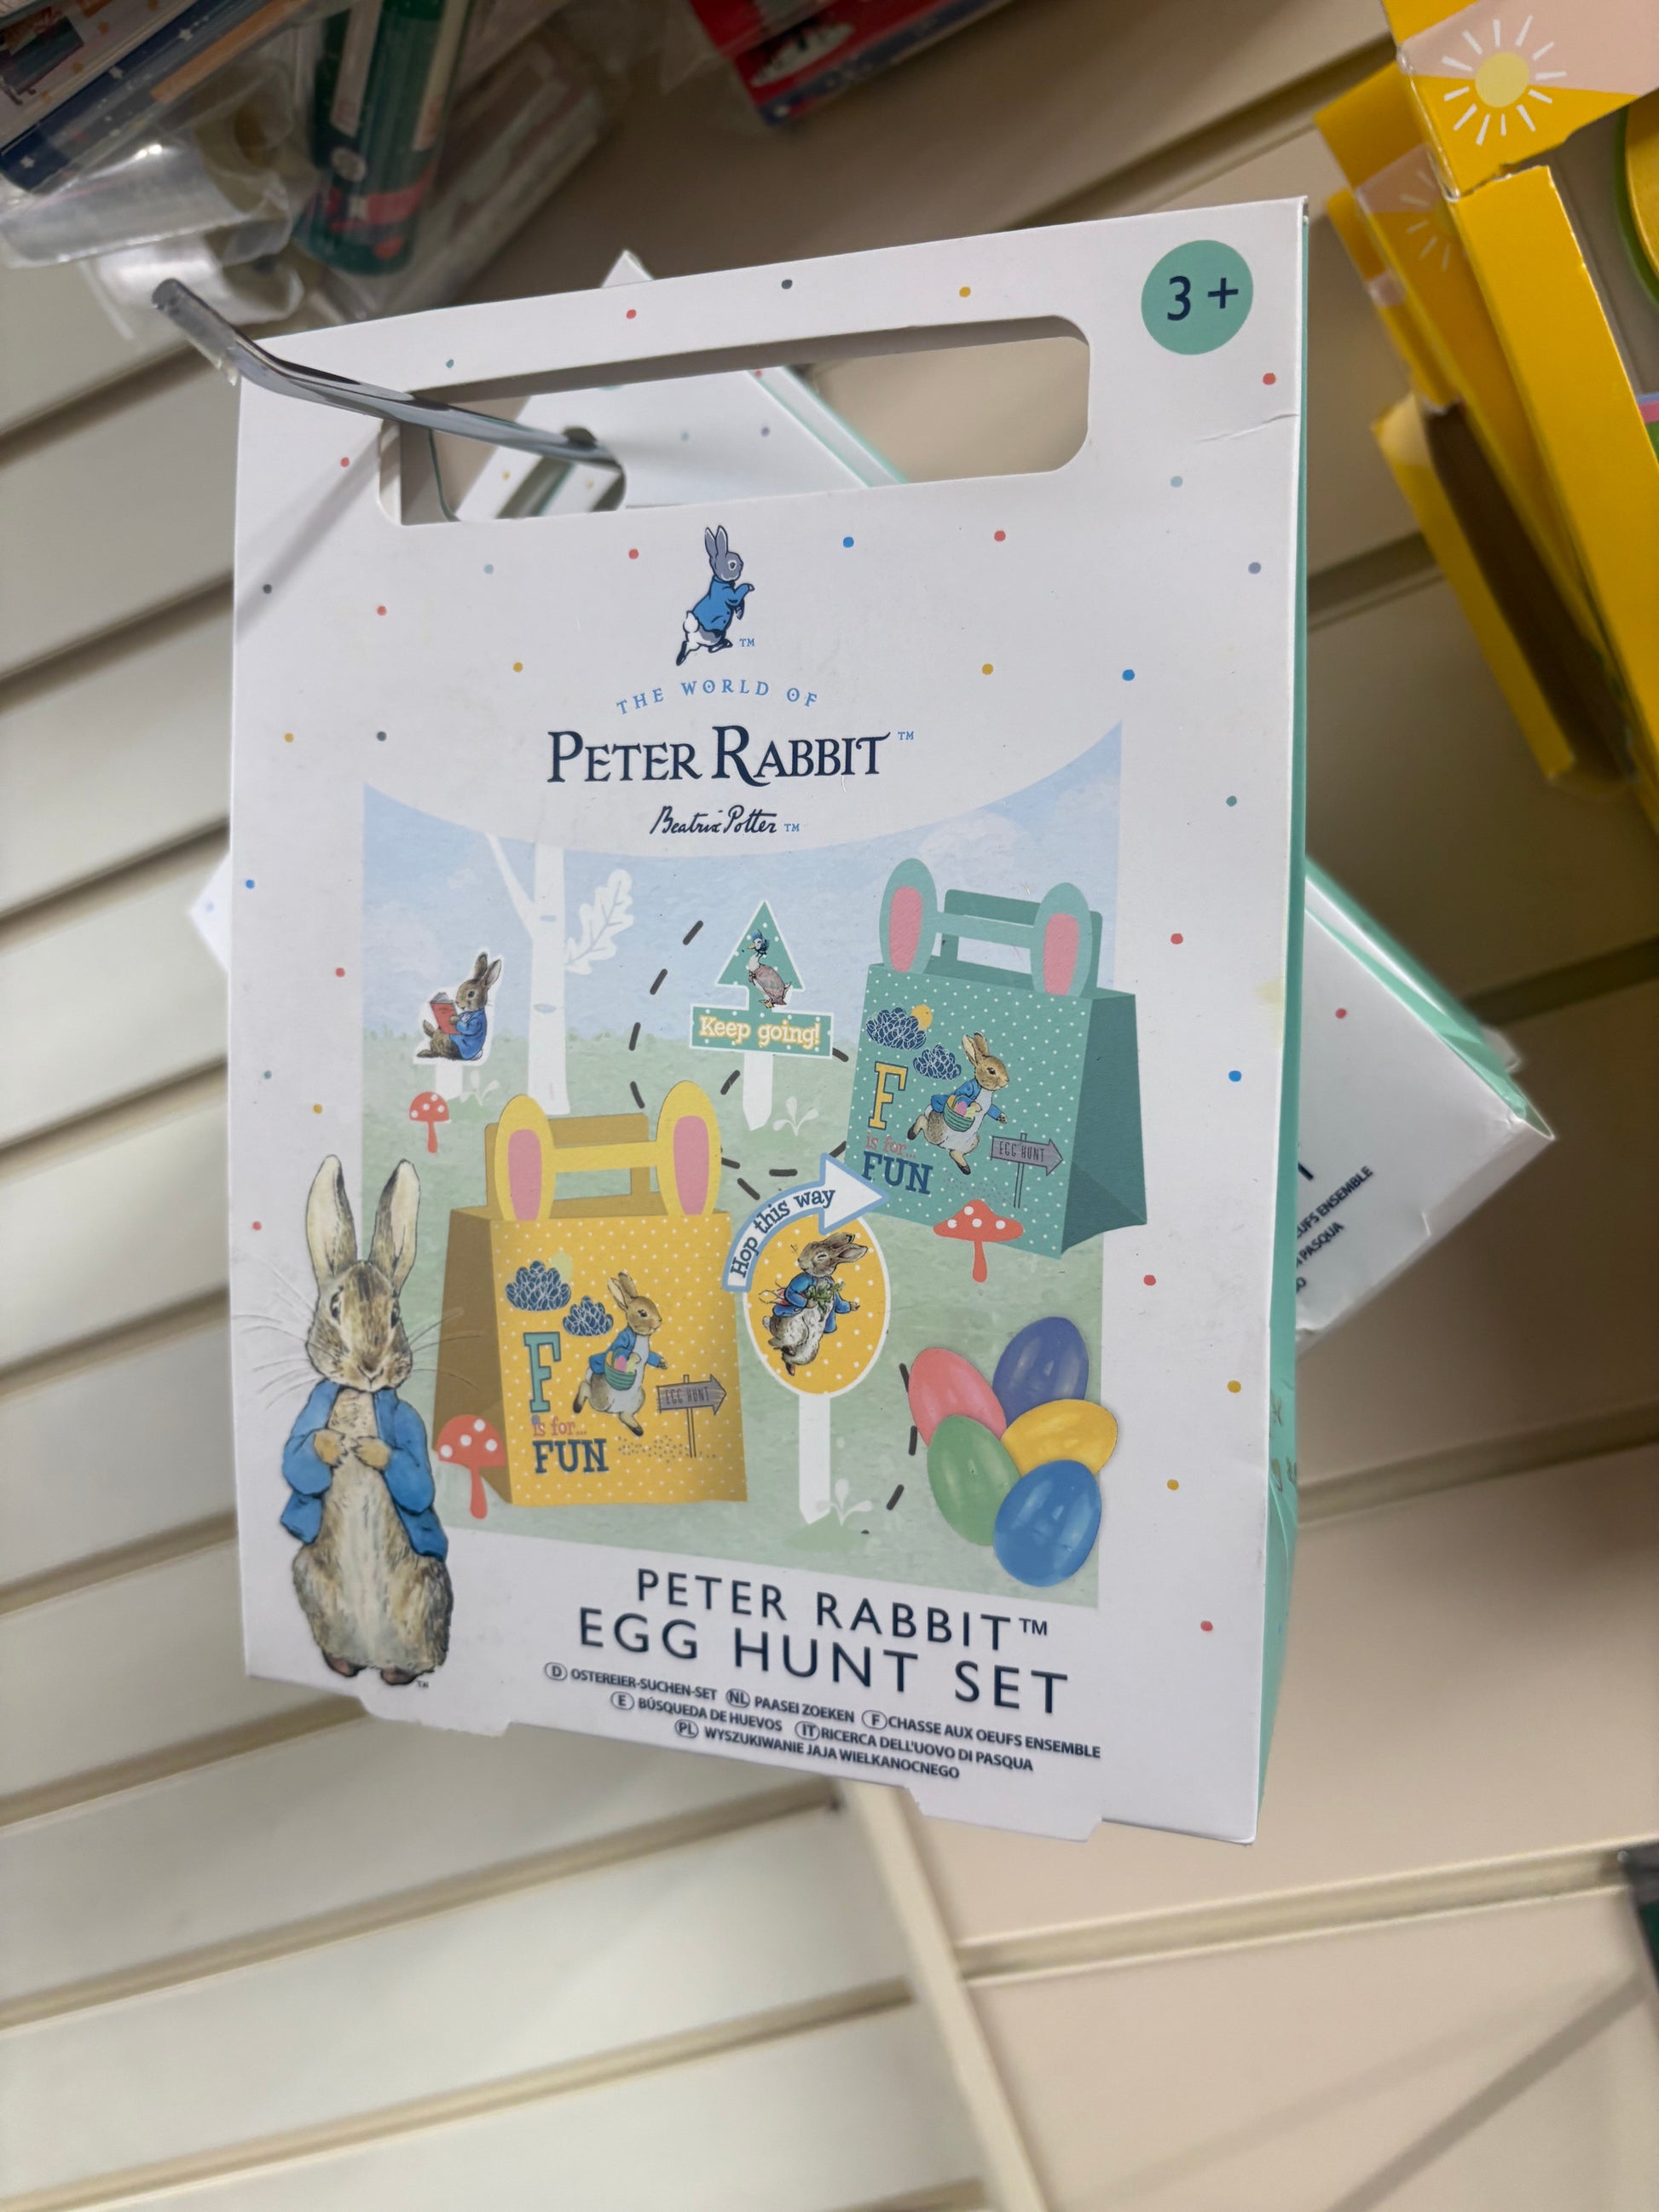 3+
TM
THE WORLD OF
PETER RABBIT™
Beatrix Potter™
Keep going!
F
is for...
FUN
EGG HUNT
Hop this way
F
is for...
FUN
EGG HUNT
PETER RABBIT™
EGG HUNT SET
TM
D OSTEREIER-SUCHEN-SET NL PAASEI ZOEKEN F CHASSE AUX OEUFS ENSEMBLE
E BÚSQUEDA DE HUEVOS IT RICERCA DELL'UOVO DI PASQUA
PL WYSZUKIWANIE JAJA WIELKANOCNEGO
ENSEMBLE
PASQUA